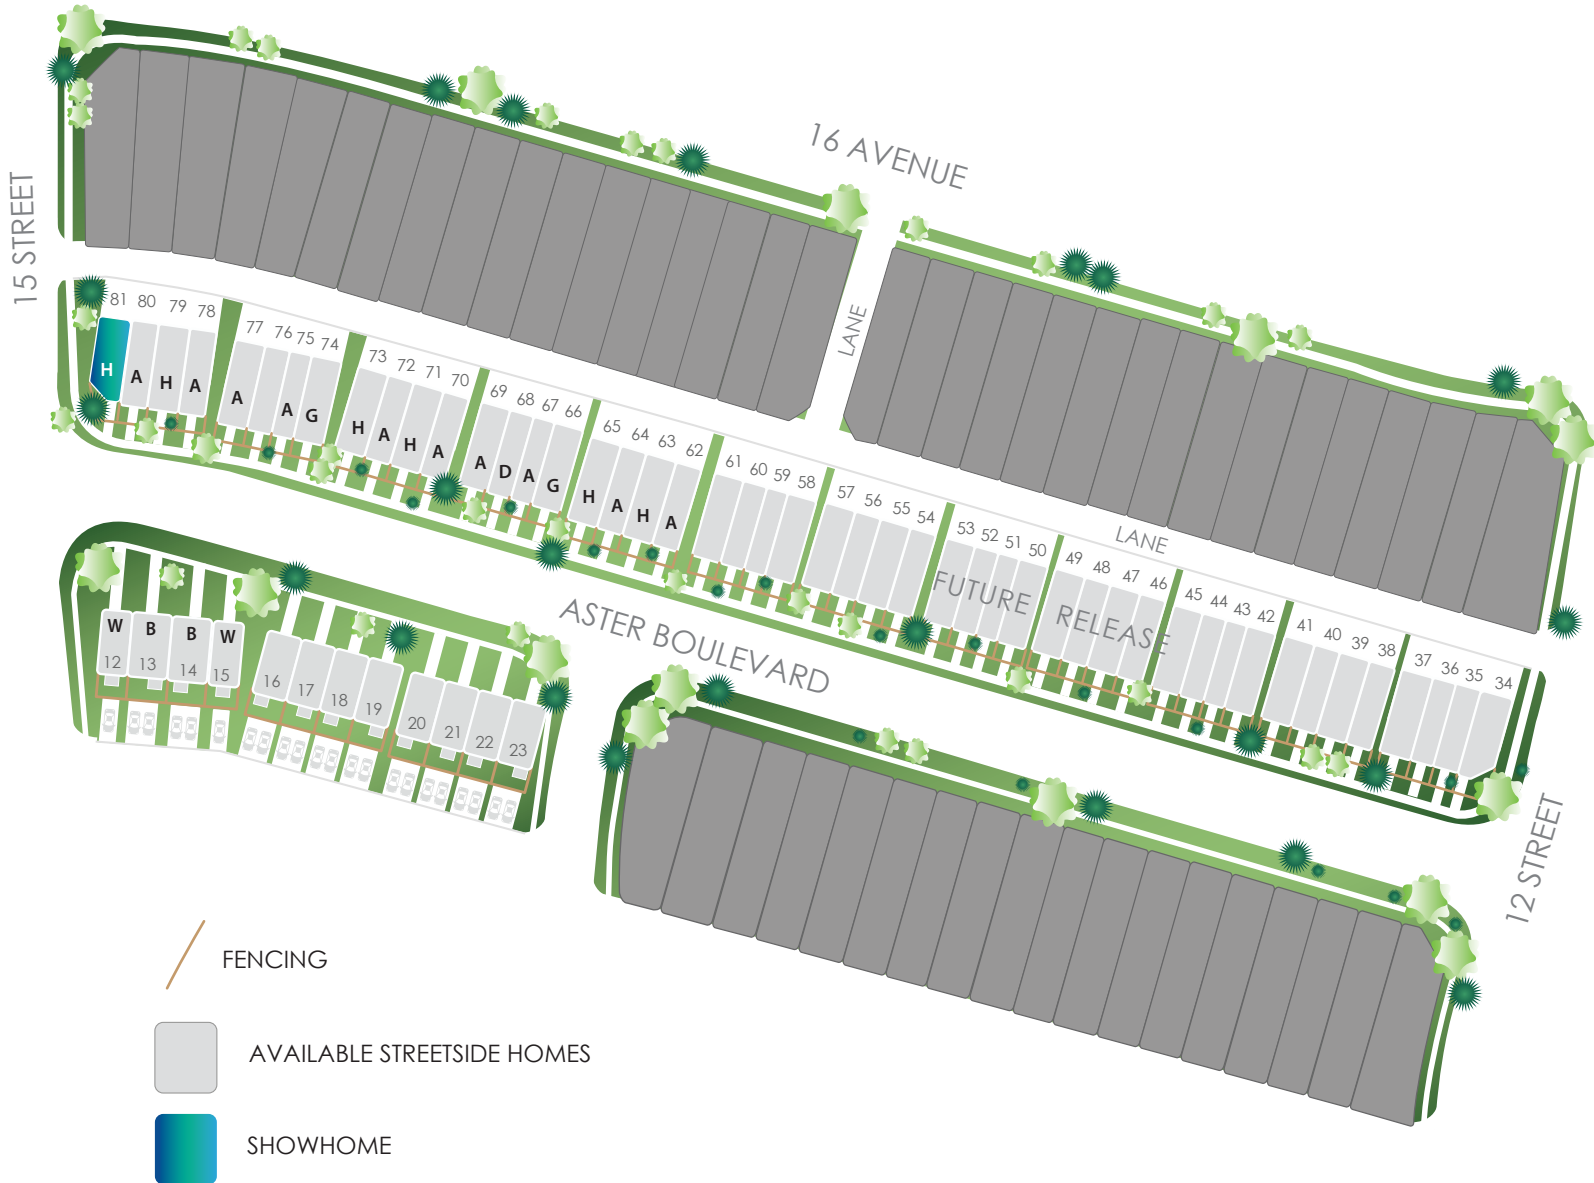 16 AVENUE
15 STREET
LANE
81 80 79 78
H A H A
77 76 75 74
A A G
73 72 71 70
H A H A
69 68 67 66
A D A G
65 64 63 62
H A H A
61 60 59 58
57 56 55 54
53 52 51 50
49 48 47 46
FUTURE RELEASE
LANE
45 44 43 42
41 40 39 38
37 36 35 34
ASTER BOULEVARD
W B B W
12 13 14 15
16 17 18 19
20 21 22 23
12 STREET
FENCING
AVAILABLE STREETSIDE HOMES
SHOWHOME